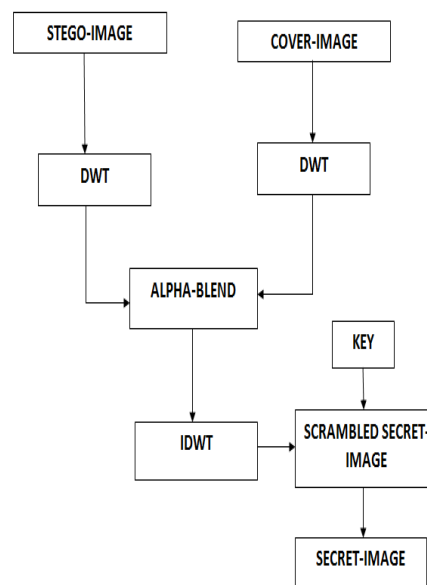 STEGO-IMAGE
COVER-IMAGE
DWT
DWT
ALPHA-BLEND
KEY
IDWT
SCRAMBLED SECRET-
IMAGE
SECRET-IMAGE